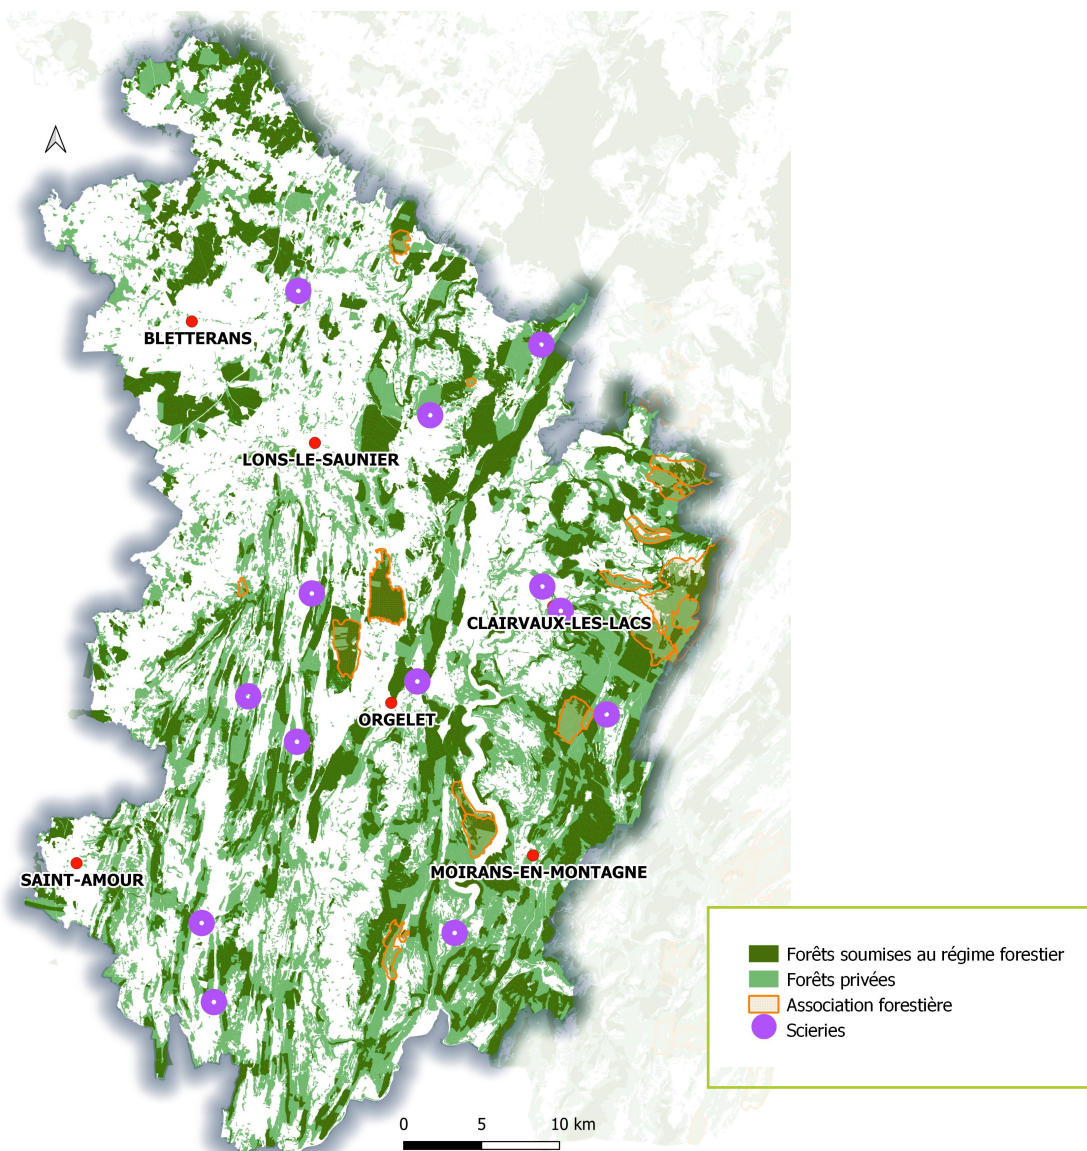 BLETTERANS
LONS-LE-SAUNIER
CLAIRVAUX-LES-LACS
ORGELET
MOIRANS-EN-MONTAGNE
SAINT-AMOUR
Forêts soumises au régime forestier
Forêts privées
Association forestière
Scieries
0 5 10 km